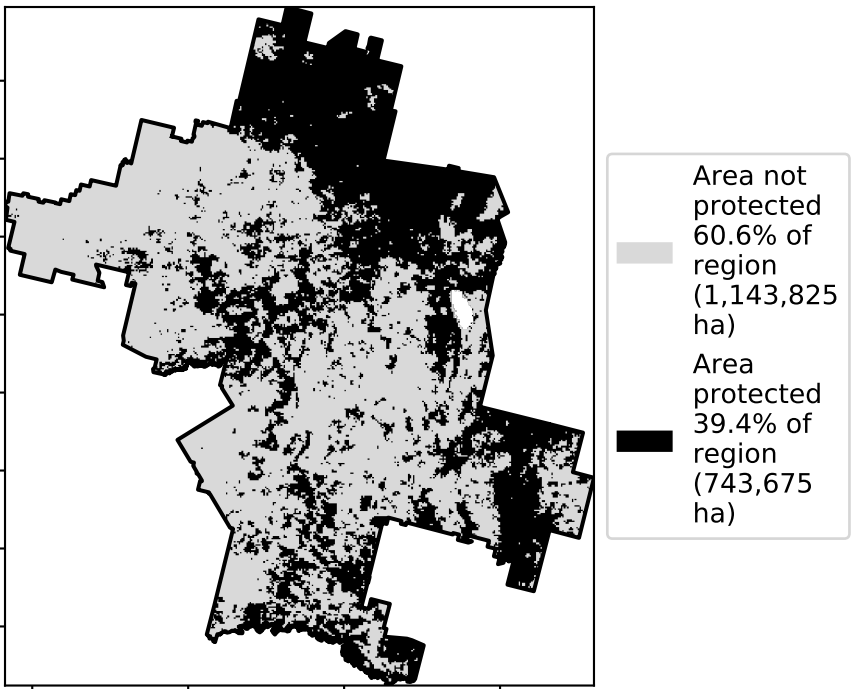 Area not
protected
60.6% of
region
(1,143,825
ha)
Area
protected
39.4% of
region
(743,675
ha)